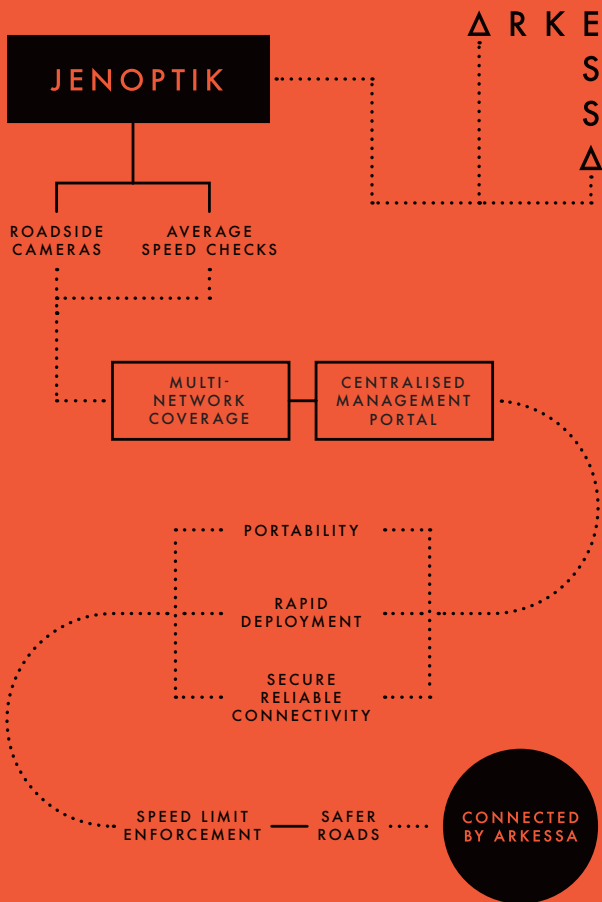 ΔRKE
S
S
Δ
JENOPTIK
ROADSIDE
CAMERAS
AVERAGE
SPEED CHECKS
MULTI-
NETWORK
COVERAGE
CENTRALISED
MANAGEMENT
PORTAL
PORTABILITY
RAPID
DEPLOYMENT
SECURE
RELIABLE
CONNECTIVITY
SPEED LIMIT
ENFORCEMENT
SAFER
ROADS
CONNECTED
BY ARKESSA